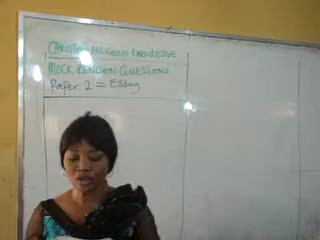 CHRISTIAN RELIGIOUS KNOWLEDGE
MOCK REVISION QUESTIONS
Paper 2 = Essay